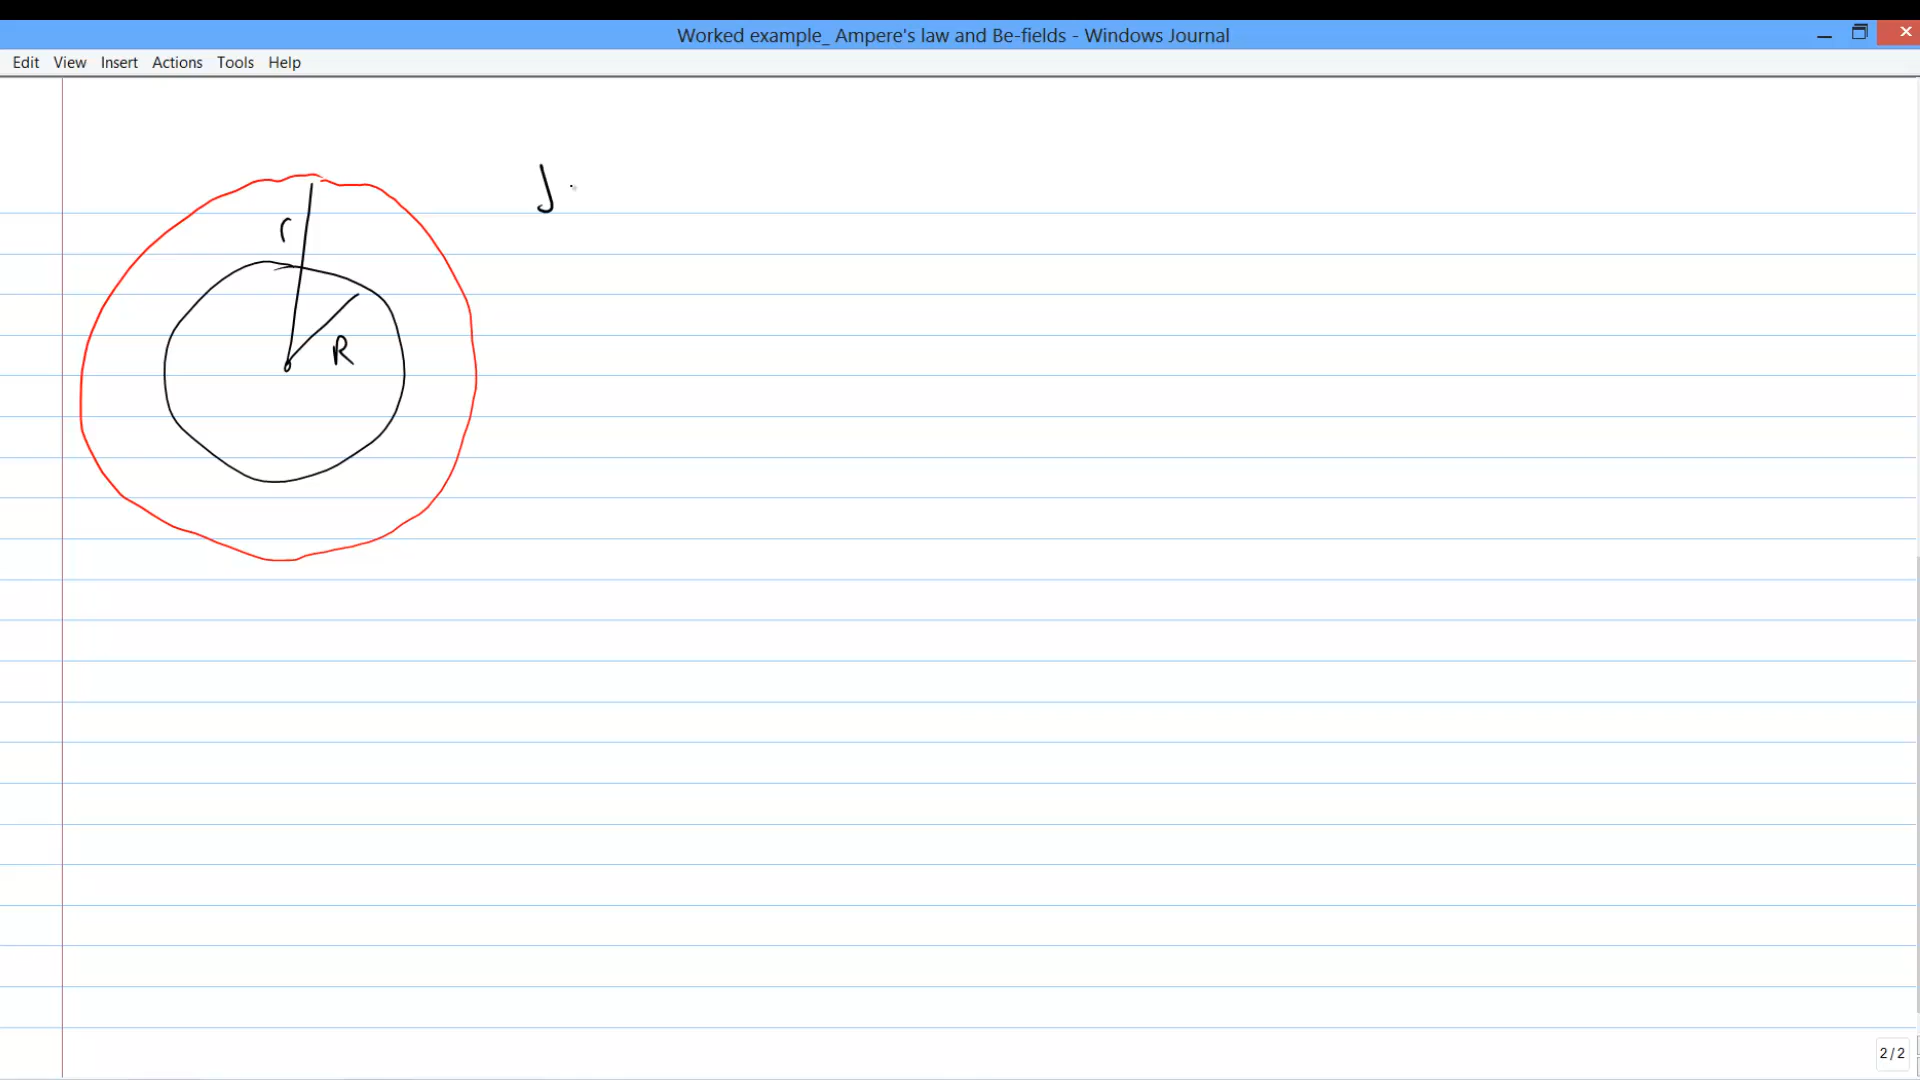 Worked example_ Ampere's law and Be-fields - Windows Journal
Edit View Insert Actions Tools Help
J
r
R
2 / 2